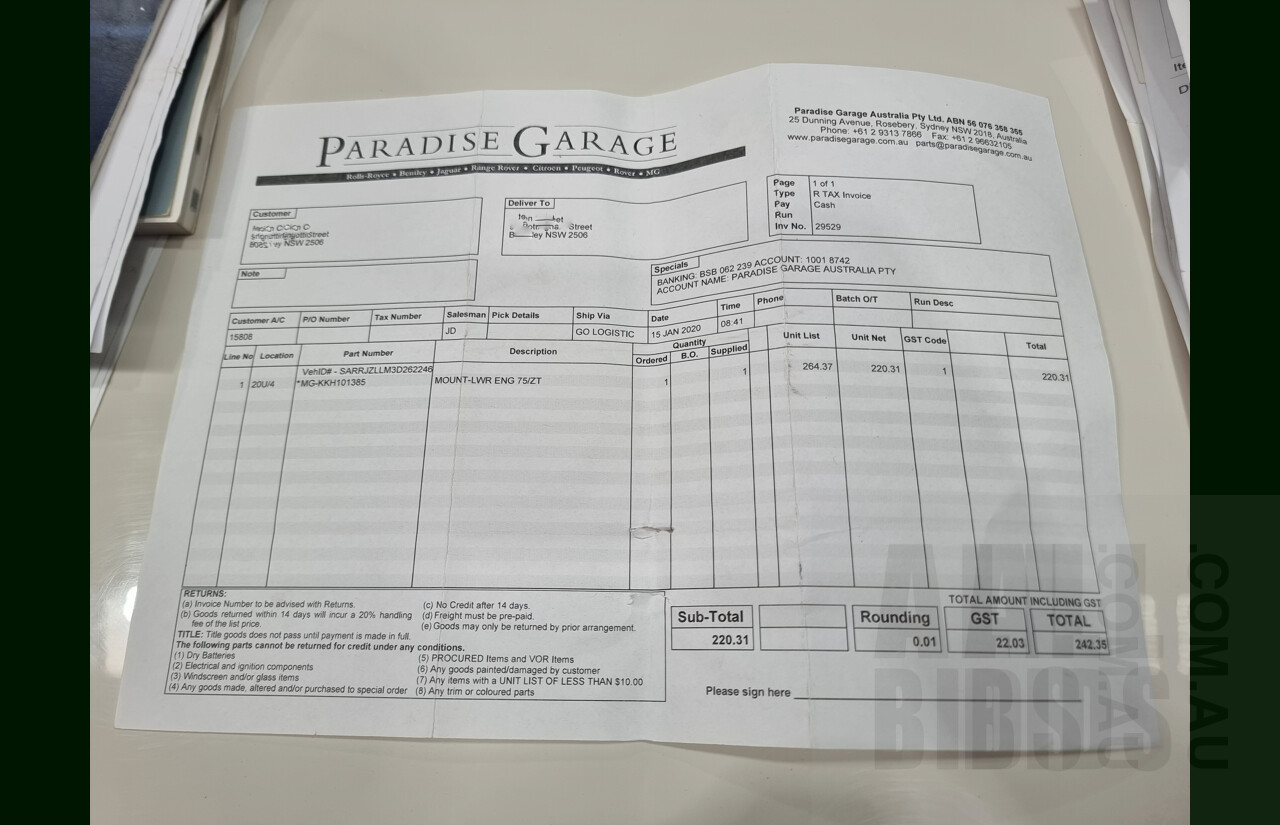 PARADISE GARAGE
Rolls-Royce • Bentley • Jaguar • Range Rover • Citroen • Peugeot • Rover • MG
Paradise Garage Australia Pty Ltd. ABN 56 076 358 356
25 Dunning Avenue, Rosebery, Sydney NSW 2018, Australia
Phone: +61 2 9313 7866 Fax: +61 2 96632105
www.paradisegarage.com.au parts@paradisegarage.com.au
Customer
Street
NSW 2506
Deliver To
Street
NSW 2506
Page 1 of 1
Type R TAX Invoice
Pay Cash
Run
Inv No. 29529
Note
Specials
BANKING: BSB 062 239 ACCOUNT: 1001 8742
ACCOUNT NAME: PARADISE GARAGE AUSTRALIA PTY
Customer A/C P/O Number Tax Number Salesman Pick Details Ship Via Date Time Phone Batch O/T Run Desc
15808 JD GO LOGISTIC 15 JAN 2020 08:41
Line No Location Part Number Description Quantity Ordered B.O. Supplied Unit List Unit Net GST Code Total
VehID# - SARRJZLLM3D262246
1 20U/4 *MG-KKH101385 MOUNT-LWR ENG 75/ZT 1 1 264.37 220.31 1 220.31
RETURNS:
(a) Invoice Number to be advised with Returns.
(b) Goods returned within 14 days will incur a 20% handling
fee of the list price.
(c) No Credit after 14 days.
(d) Freight must be pre-paid.
(e) Goods may only be returned by prior arrangement.
TITLE: Title goods does not pass until payment is made in full.
The following parts cannot be returned for credit under any conditions.
(1) Dry Batteries
(2) Electrical and ignition components
(3) Windscreen and/or glass items
(4) Any goods made, altered and/or purchased to special order
(5) PROCURED Items and VOR Items
(6) Any goods painted/damaged by customer
(7) Any items with a UNIT LIST OF LESS THAN $10.00
(8) Any trim or coloured parts
TOTAL AMOUNT INCLUDING GST
Sub-Total Rounding GST TOTAL
220.31 0.01 22.03 242.35
Please sign here
ALL
BIDS
.COM.AU